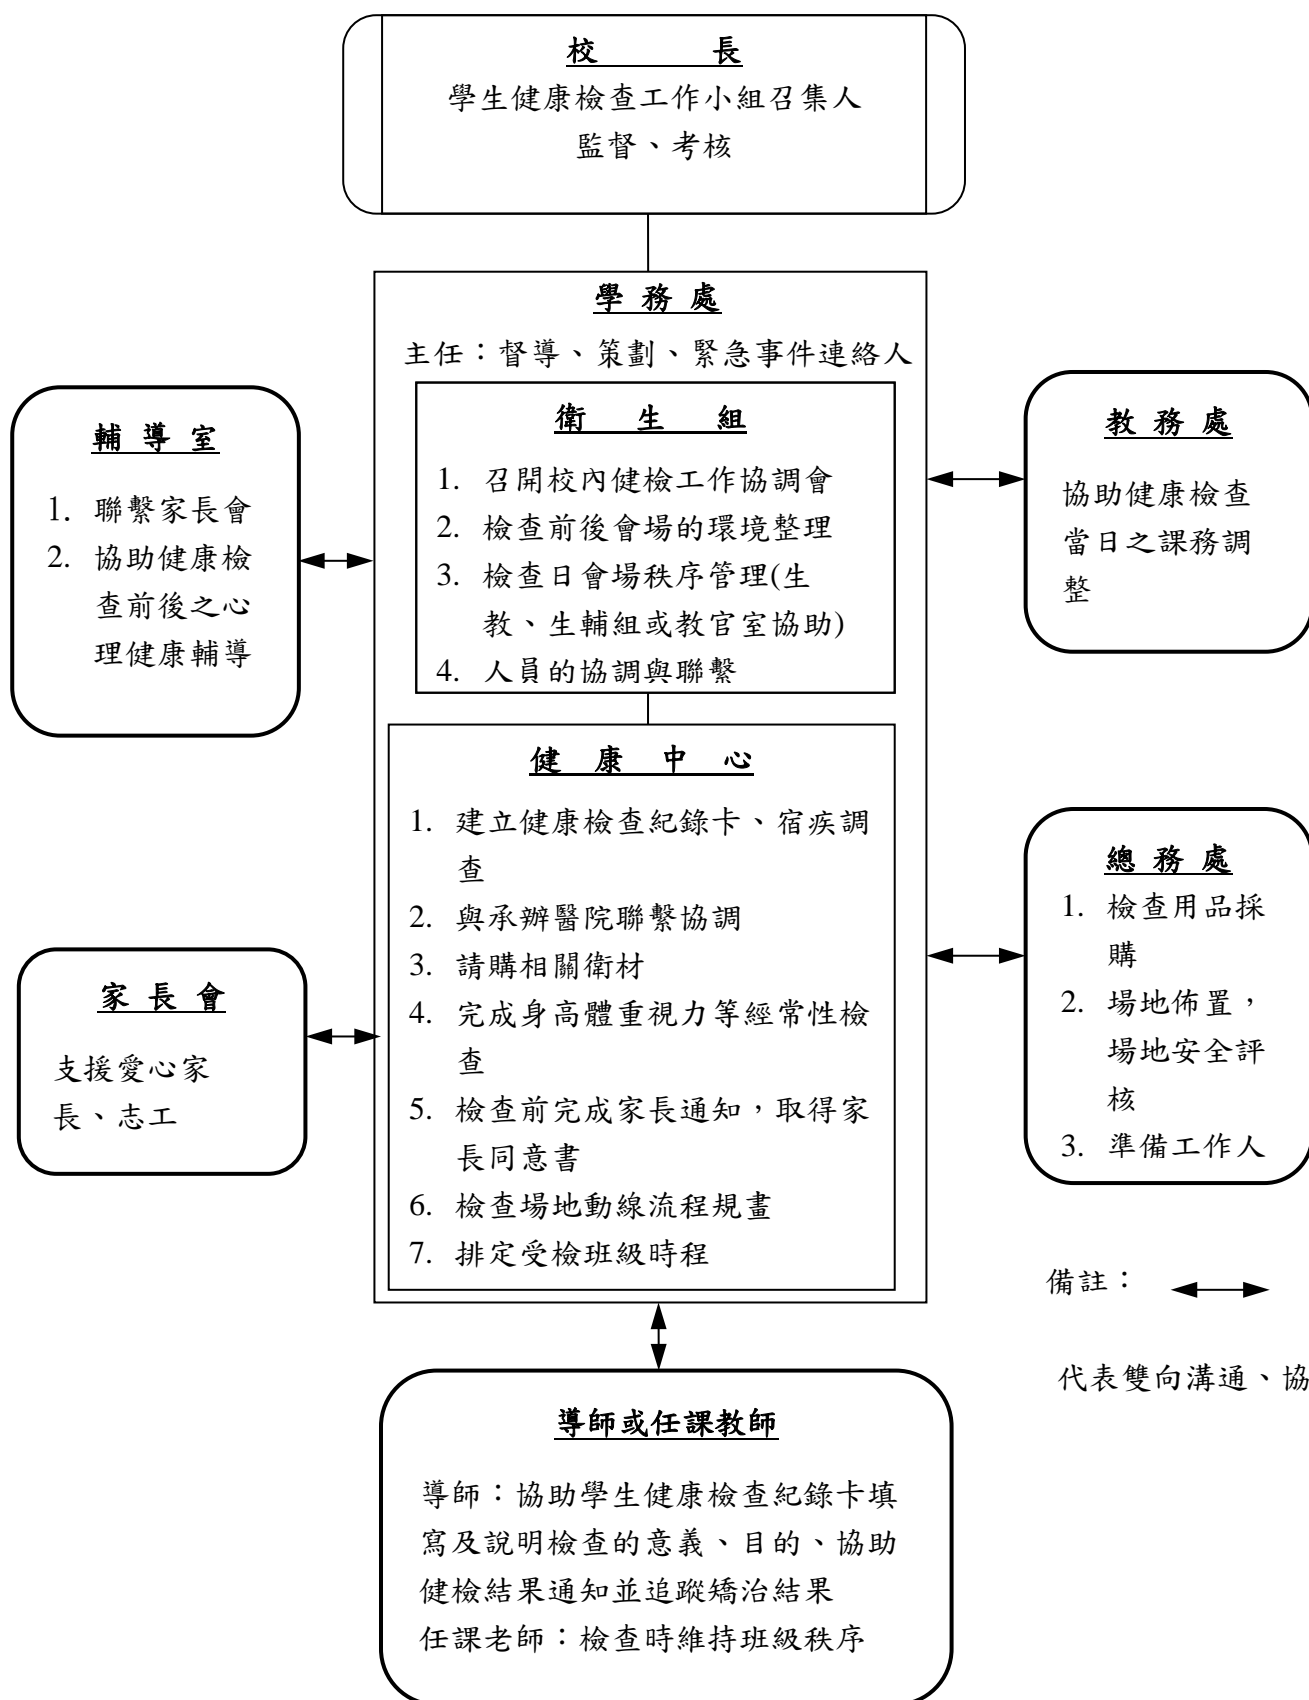 校長
學生健康檢查工作小組召集人
監督、考核
學務處
主任：督導、策劃、緊急事件連絡人
衛生組
1. 召開校內健檢工作協調會
2. 檢查前後會場的環境整理
3. 檢查日會場秩序管理(生
教、生輔組或教官室協助)
4. 人員的協調與聯繫
輔導室
1. 聯繫家長會
2. 協助健康檢
查前後之心
理健康輔導
教務處
協助健康檢查
當日之課務調
整
健康中心
1. 建立健康檢查紀錄卡、宿疾調
查
2. 與承辦醫院聯繫協調
3. 請購相關衛材
4. 完成身高體重視力等經常性檢
查
5. 檢查前完成家長通知，取得家
長同意書
6. 檢查場地動線流程規畫
7. 排定受檢班級時程
家長會
支援愛心家
長、志工
總務處
1. 檢查用品採
購
2. 場地佈置，
場地安全評
核
3. 準備工作人
備註：
代表雙向溝通、協
導師或任課教師
導師：協助學生健康檢查紀錄卡填
寫及說明檢查的意義、目的、協助
健檢結果通知並追蹤矯治結果
任課老師：檢查時維持班級秩序